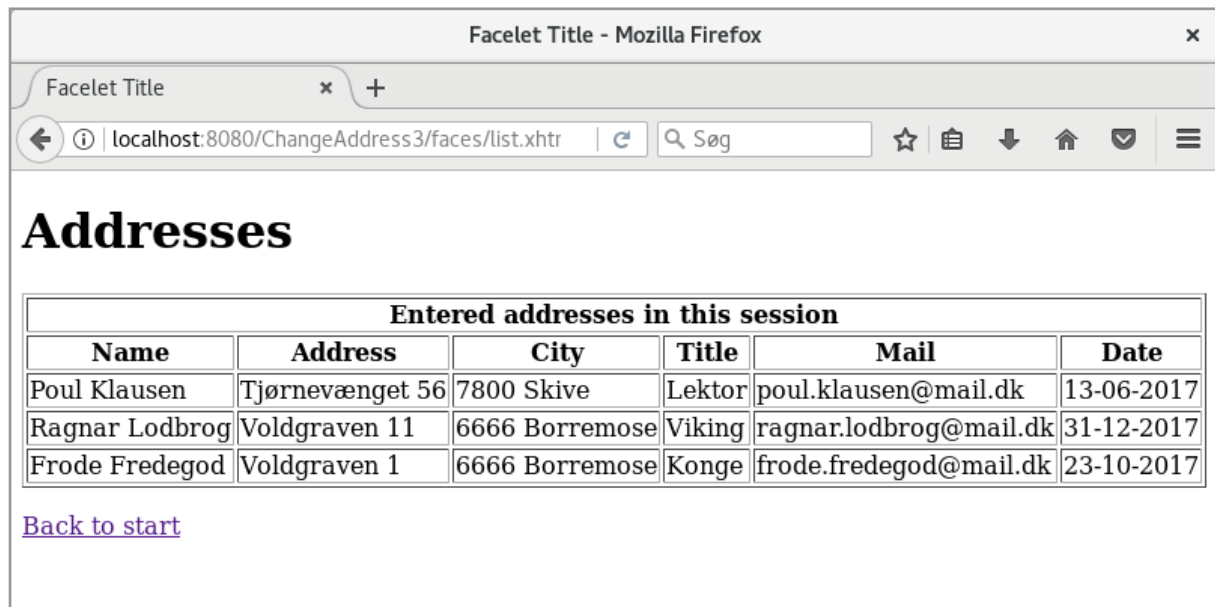 Facelet Title - Mozilla Firefox
Facelet Title
localhost:8080/ChangeAddress3/faces/list.xhtr
Søg
Addresses
Entered addresses in this session
Name Address City Title Mail Date
Poul Klausen Tjørnevænget 56 7800 Skive Lektor poul.klausen@mail.dk 13-06-2017
Ragnar Lodbrog Voldgraven 11 6666 Borremose Viking ragnar.lodbrog@mail.dk 31-12-2017
Frode Fredegod Voldgraven 1 6666 Borremose Konge frode.fredegod@mail.dk 23-10-2017
Back to start